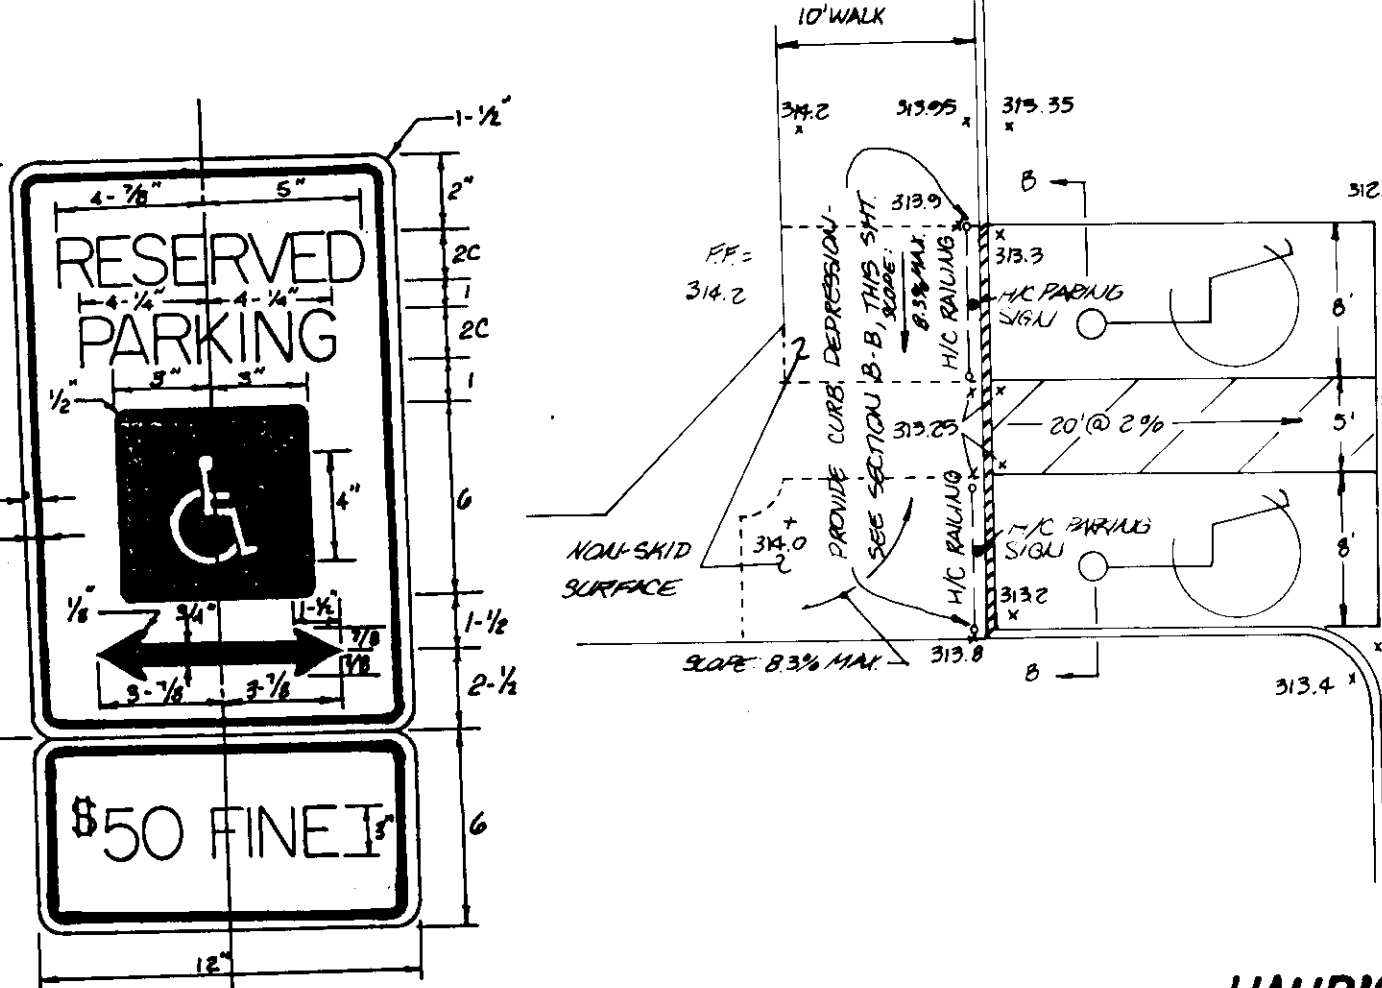 1-1/2"
4-7/8" 5"
2"
RESERVED
2C
4-1/4" 4-1/4"
1
PARKING
2C
3" 3"
1
1/2"
4"
6
1/8" 3/4" 1-1/2"
7/8
1-1/2
3-7/8 3-7/8
2-1/2
$50 FINE
3"
6
12"
10' WALK
314.2 313.95 313.35
B
312.
313.9
F.F.=
314.2
PROVIDE CURB DEPRESSION-
SEE SECTION B-B, THIS SHT.
SLOPE:
8.3% MAX.
H/C RAILING
313.3
H/C PARING
SIGN
8'
313.25
20' @ 2%
5'
NON-SKID
SURFACE
314.0
H/C RAILING
H/C PARING
SIGN
8'
313.2
SLOPE 8.3% MAX.
313.8
B
313.4